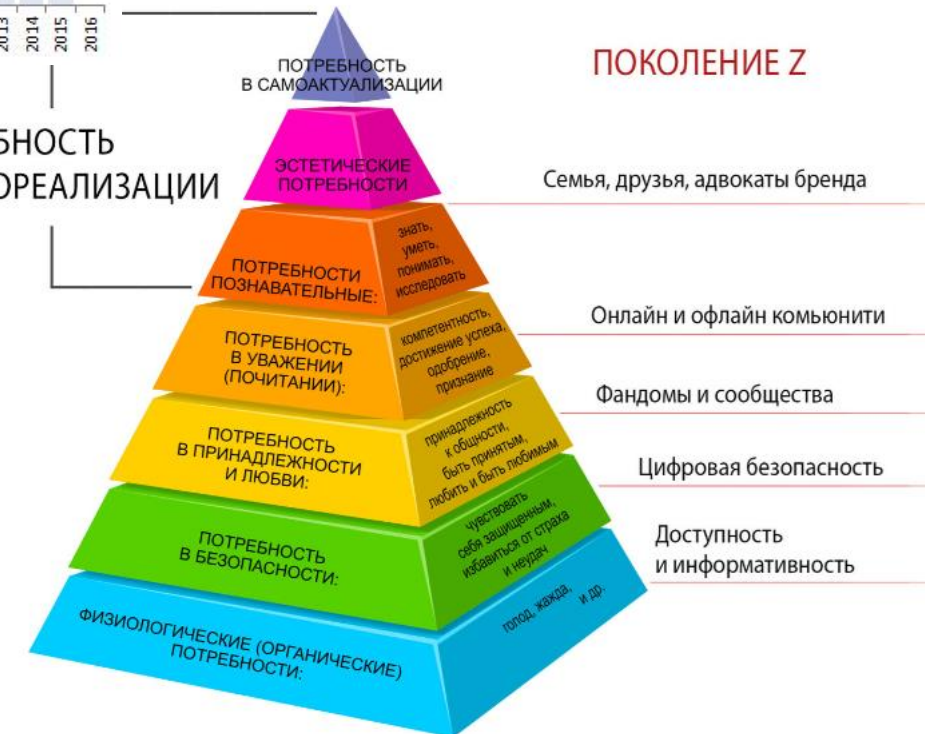 2013
2014
2015
2016
БНОСТЬ
ОРЕАЛИЗАЦИИ
ПОКОЛЕНИЕ Z
ПОТРЕБНОСТЬ
В САМОАКТУАЛИЗАЦИИ
ЭСТЕТИЧЕСКИЕ
ПОТРЕБНОСТИ
Семья, друзья, адвокаты бренда
ПОТРЕБНОСТИ
ПОЗНАВАТЕЛЬНЫЕ:
знать,
уметь,
понимать,
исследовать
Онлайн и офлайн комьюнити
ПОТРЕБНОСТЬ
В УВАЖЕНИИ
(ПОЧИТАНИИ):
компетентность,
достижение успеха,
одобрение,
признание
Фандомы и сообщества
ПОТРЕБНОСТЬ
В ПРИНАДЛЕЖНОСТИ
И ЛЮБВИ:
принадлежность
к общности,
быть принятым,
любить и быть любимым
Цифровая безопасность
ПОТРЕБНОСТЬ
В БЕЗОПАСНОСТИ:
чувствовать
себя защищенным,
избавиться от страха
и неудач
Доступность
и информативность
ФИЗИОЛОГИЧЕСКИЕ (ОРГАНИЧЕСКИЕ)
ПОТРЕБНОСТИ:
голод, жажда,
и др.